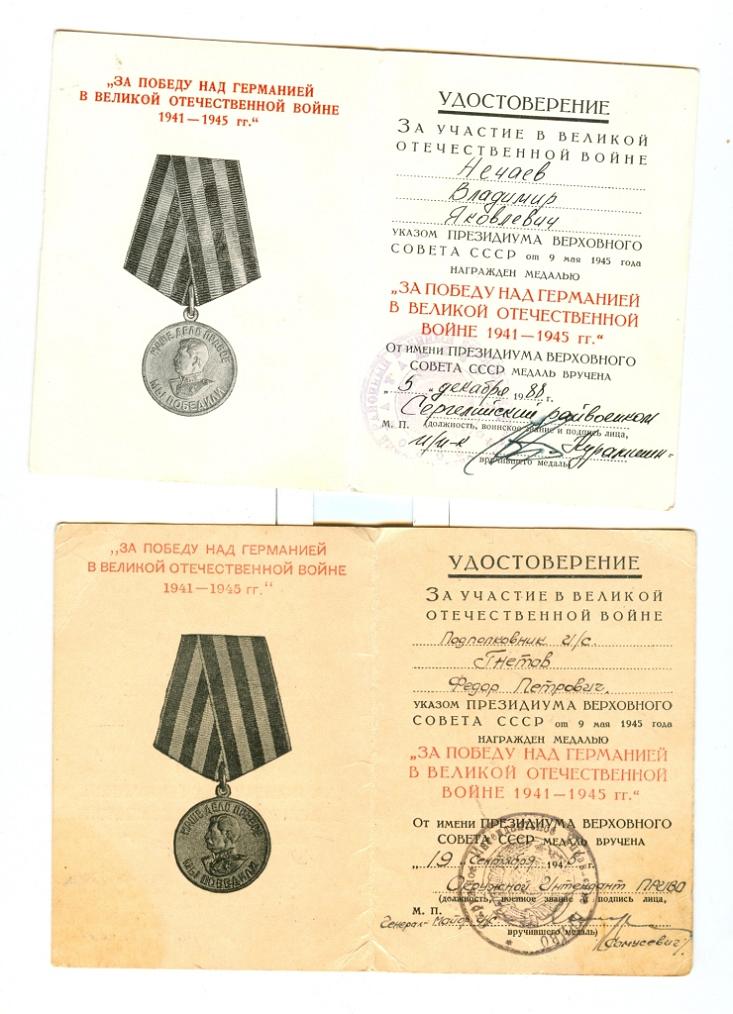 „ЗА ПОБЕДУ НАД ГЕРМАНИЕЙ
В ВЕЛИКОЙ ОТЕЧЕСТВЕННОЙ ВОЙНЕ
1941—1945 гг.“
НАШЕ ДЕЛО ПРАВОЕ
МЫ ПОБЕДИЛИ
УДОСТОВЕРЕНИЕ
ЗА УЧАСТИЕ В ВЕЛИКОЙ
ОТЕЧЕСТВЕННОЙ ВОЙНЕ
Нечаев
Владимир
Яковлевич
УКАЗОМ ПРЕЗИДИУМА ВЕРХОВНОГО
СОВЕТА СССР от 9 мая 1945 года
НАГРАЖДЕН МЕДАЛЬЮ
„ЗА ПОБЕДУ НАД ГЕРМАНИЕЙ
В ВЕЛИКОЙ ОТЕЧЕСТВЕННОЙ
ВОЙНЕ 1941—1945 гг.“
ОТ ИМЕНИ ПРЕЗИДИУМА ВЕРХОВНОГО
СОВЕТА СССР МЕДАЛЬ ВРУЧЕНА
„5„ декабря 1988 г.
Сергелийский райвоенком
М. П. (должность, воинское звание и подпись лица,
п/п-к
вручившего медаль)
„ЗА ПОБЕДУ НАД ГЕРМАНИЕЙ
В ВЕЛИКОЙ ОТЕЧЕСТВЕННОЙ ВОЙНЕ
1941—1945 гг.“
НАШЕ ДЕЛО ПРАВОЕ
МЫ ПОБЕДИЛИ
УДОСТОВЕРЕНИЕ
ЗА УЧАСТИЕ В ВЕЛИКОЙ
ОТЕЧЕСТВЕННОЙ ВОЙНЕ
Подполковник и/с.
Гнетов
Федор Петрович.
УКАЗОМ ПРЕЗИДИУМА ВЕРХОВНОГО
СОВЕТА СССР от 9 мая 1945 года
НАГРАЖДЕН МЕДАЛЬЮ
„ЗА ПОБЕДУ НАД ГЕРМАНИЕЙ
В ВЕЛИКОЙ ОТЕЧЕСТВЕННОЙ
ВОЙНЕ 1941—1945 гг.“
ОТ ИМЕНИ ПРЕЗИДИУМА ВЕРХОВНОГО
СОВЕТА СССР МЕДАЛЬ ВРУЧЕНА
„19„ сентября 194 г.
Окружной Интендант ПРИВО
(должность, военное звание и подпись лица,
М. П.
Генерал-Майор и/с
вручившего медаль)